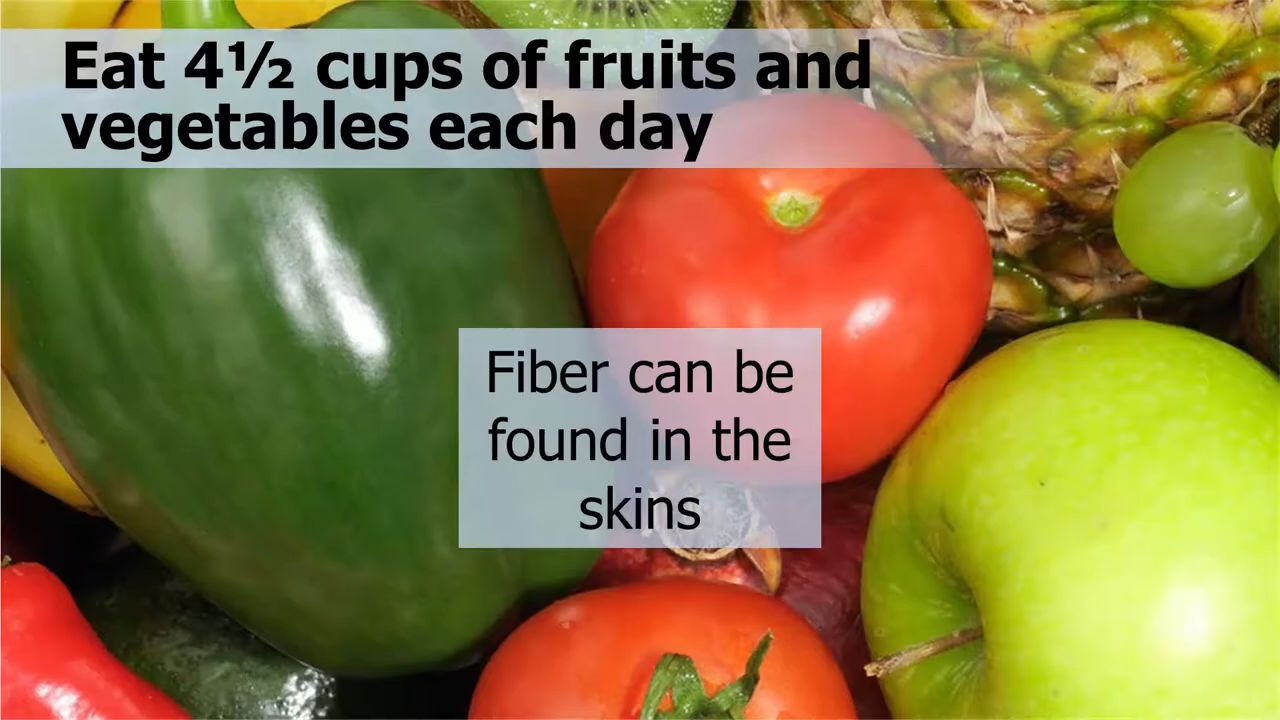 Eat 4½ cups of fruits and
vegetables each day
Fiber can be
found in the
skins